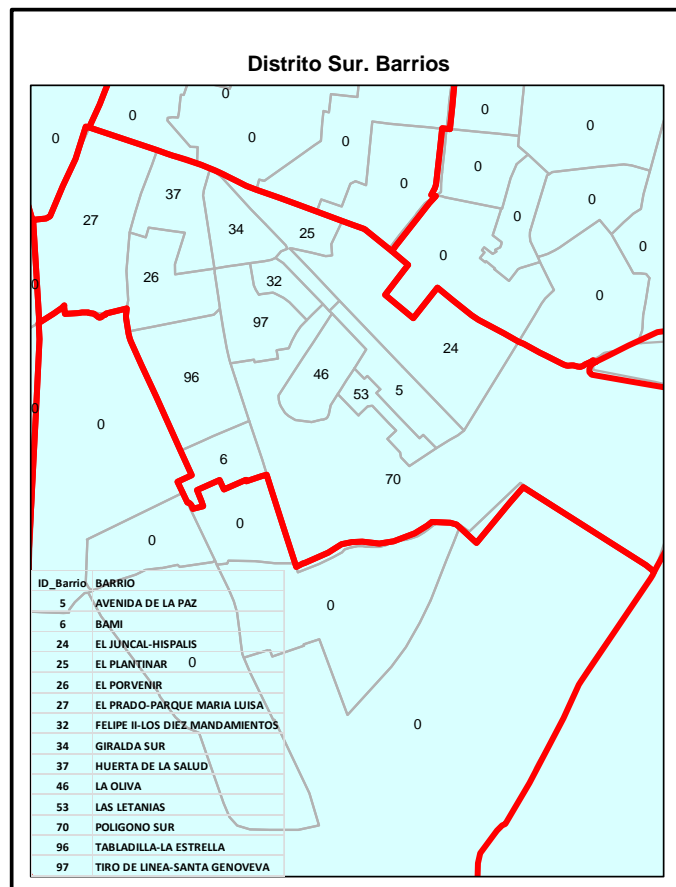 Distrito Sur. Barrios
0
0
0
0
0
0
0
0
0
37
0
0
27
34
25
0
0
0
26
32
0
0
97
24
96
46
5
53
0
0
6
70
0
0
ID_Barrio BARRIO
5 AVENIDA DE LA PAZ
0
6 BAMI
24 EL JUNCAL-HISPALIS
25 EL PLANTINAR
0
26 EL PORVENIR
27 EL PRADO-PARQUE MARIA LUISA
32 FELIPE II-LOS DIEZ MANDAMIENTOS
0
34 GIRALDA SUR
37 HUERTA DE LA SALUD
46 LA OLIVA
53 LAS LETANIAS
70 POLIGONO SUR
96 TABLADILLA-LA ESTRELLA
97 TIRO DE LINEA-SANTA GENOVEVA